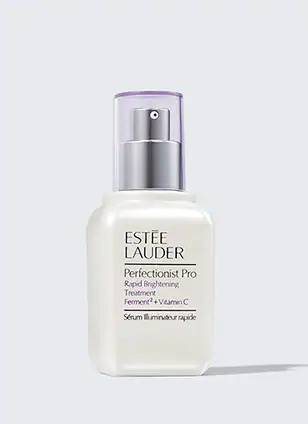 ESTĒE
LAUDER
Perfectionist Pro
Rapid Brightening
Treatment
Ferment² + Vitamin C
Sérum Illuminateur rapide